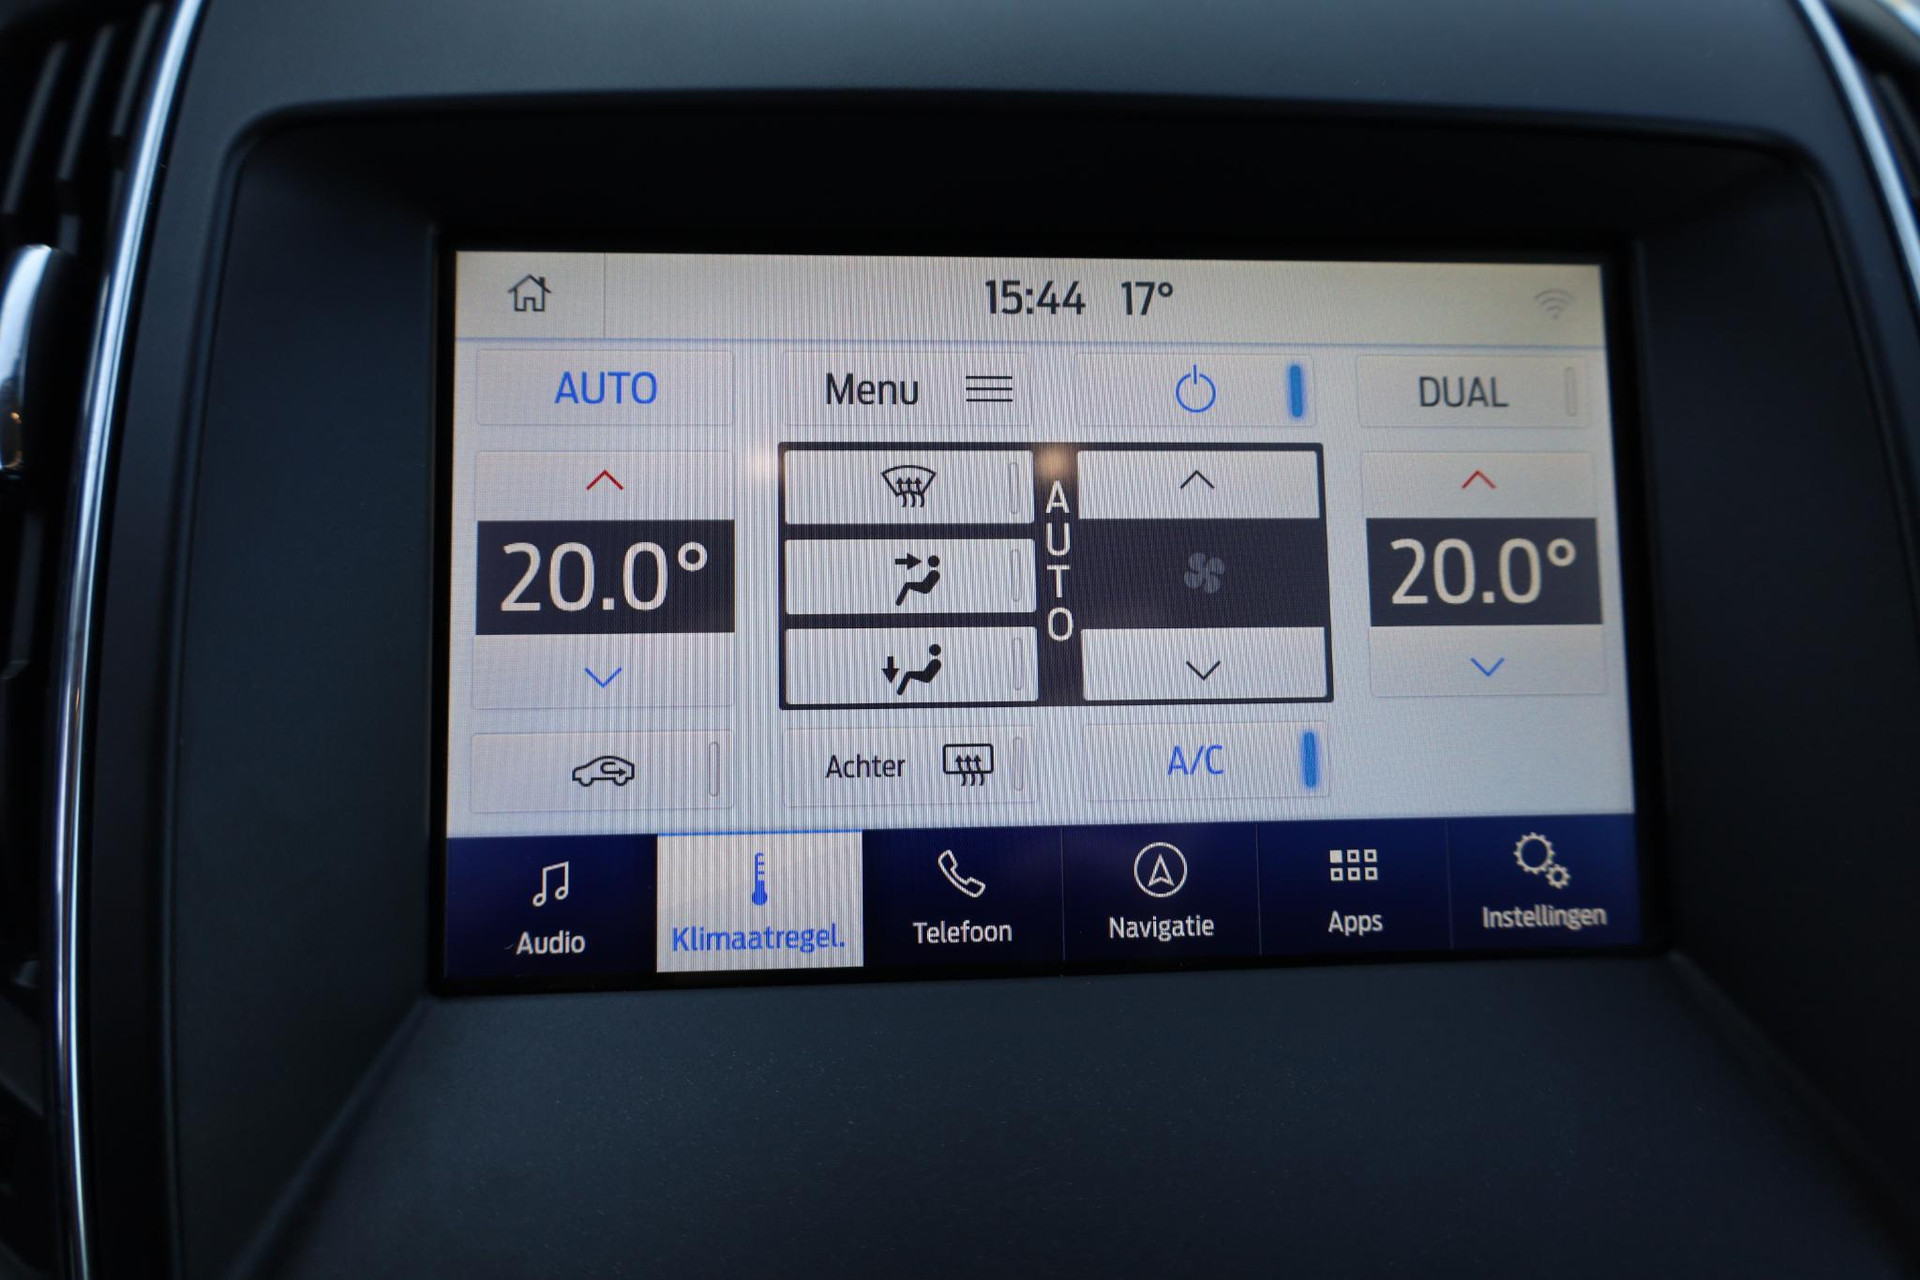 15:44 17°
AUTO
Menu
DUAL
20.0°
AUTO
20.0°
Achter
A/C
Audio
Klimaatregel.
Telefoon
Navigatie
Apps
Instellingen